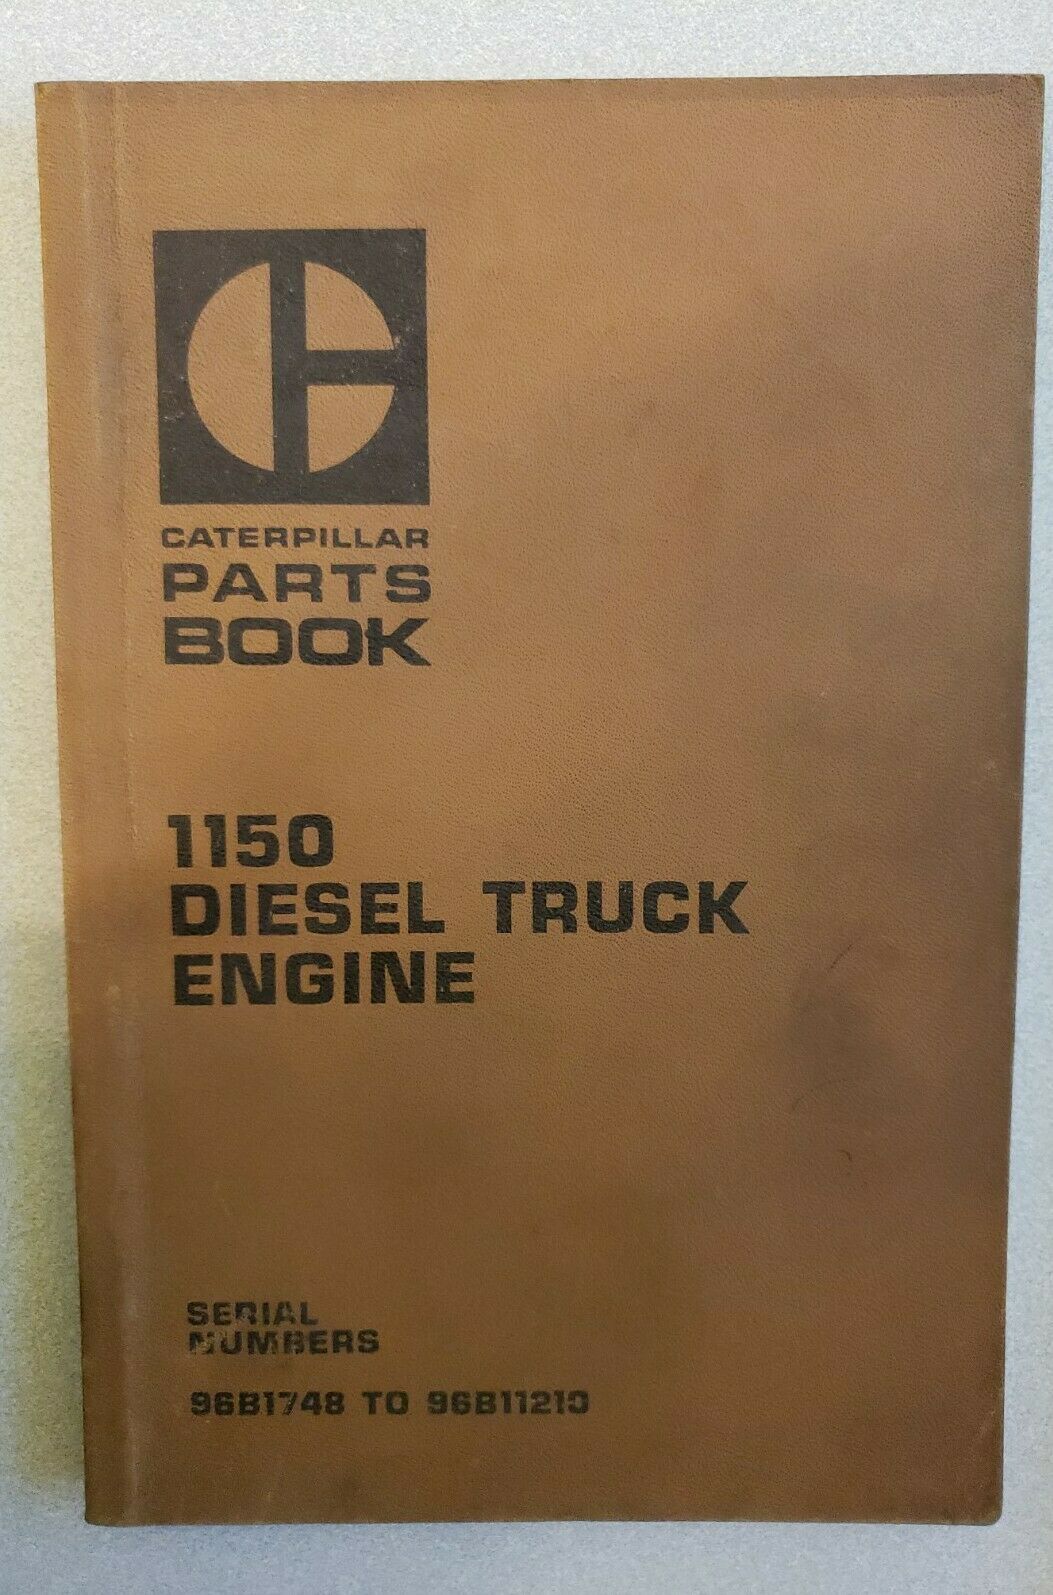 CATERPILLAR
PARTS
BOOK
1150
DIESEL TRUCK
ENGINE
SERIAL
NUMBERS
96B1748 TO 96B11210